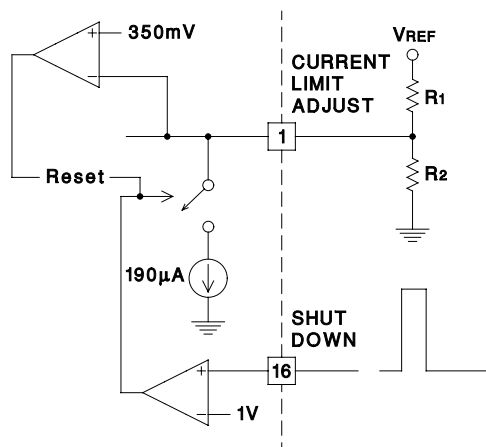 + 350mV
−
VREF
CURRENT
LIMIT
ADJUST
R1
1
Reset
R2
190μA
SHUT
DOWN
+
16
− 1V